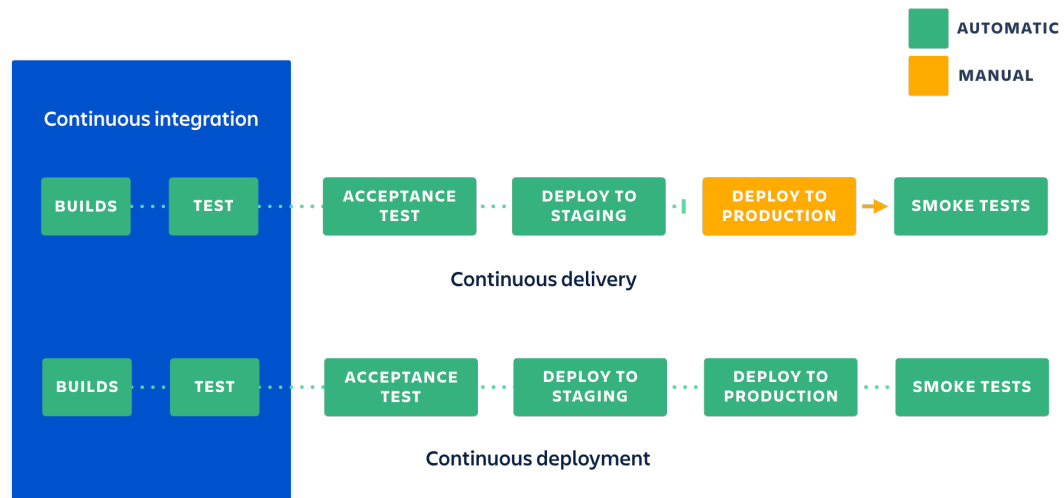 AUTOMATIC
MANUAL
Continuous integration
BUILDS
TEST
ACCEPTANCE
TEST
DEPLOY TO
STAGING
DEPLOY TO
PRODUCTION
SMOKE TESTS
Continuous delivery
BUILDS
TEST
ACCEPTANCE
TEST
DEPLOY TO
STAGING
DEPLOY TO
PRODUCTION
SMOKE TESTS
Continuous deployment